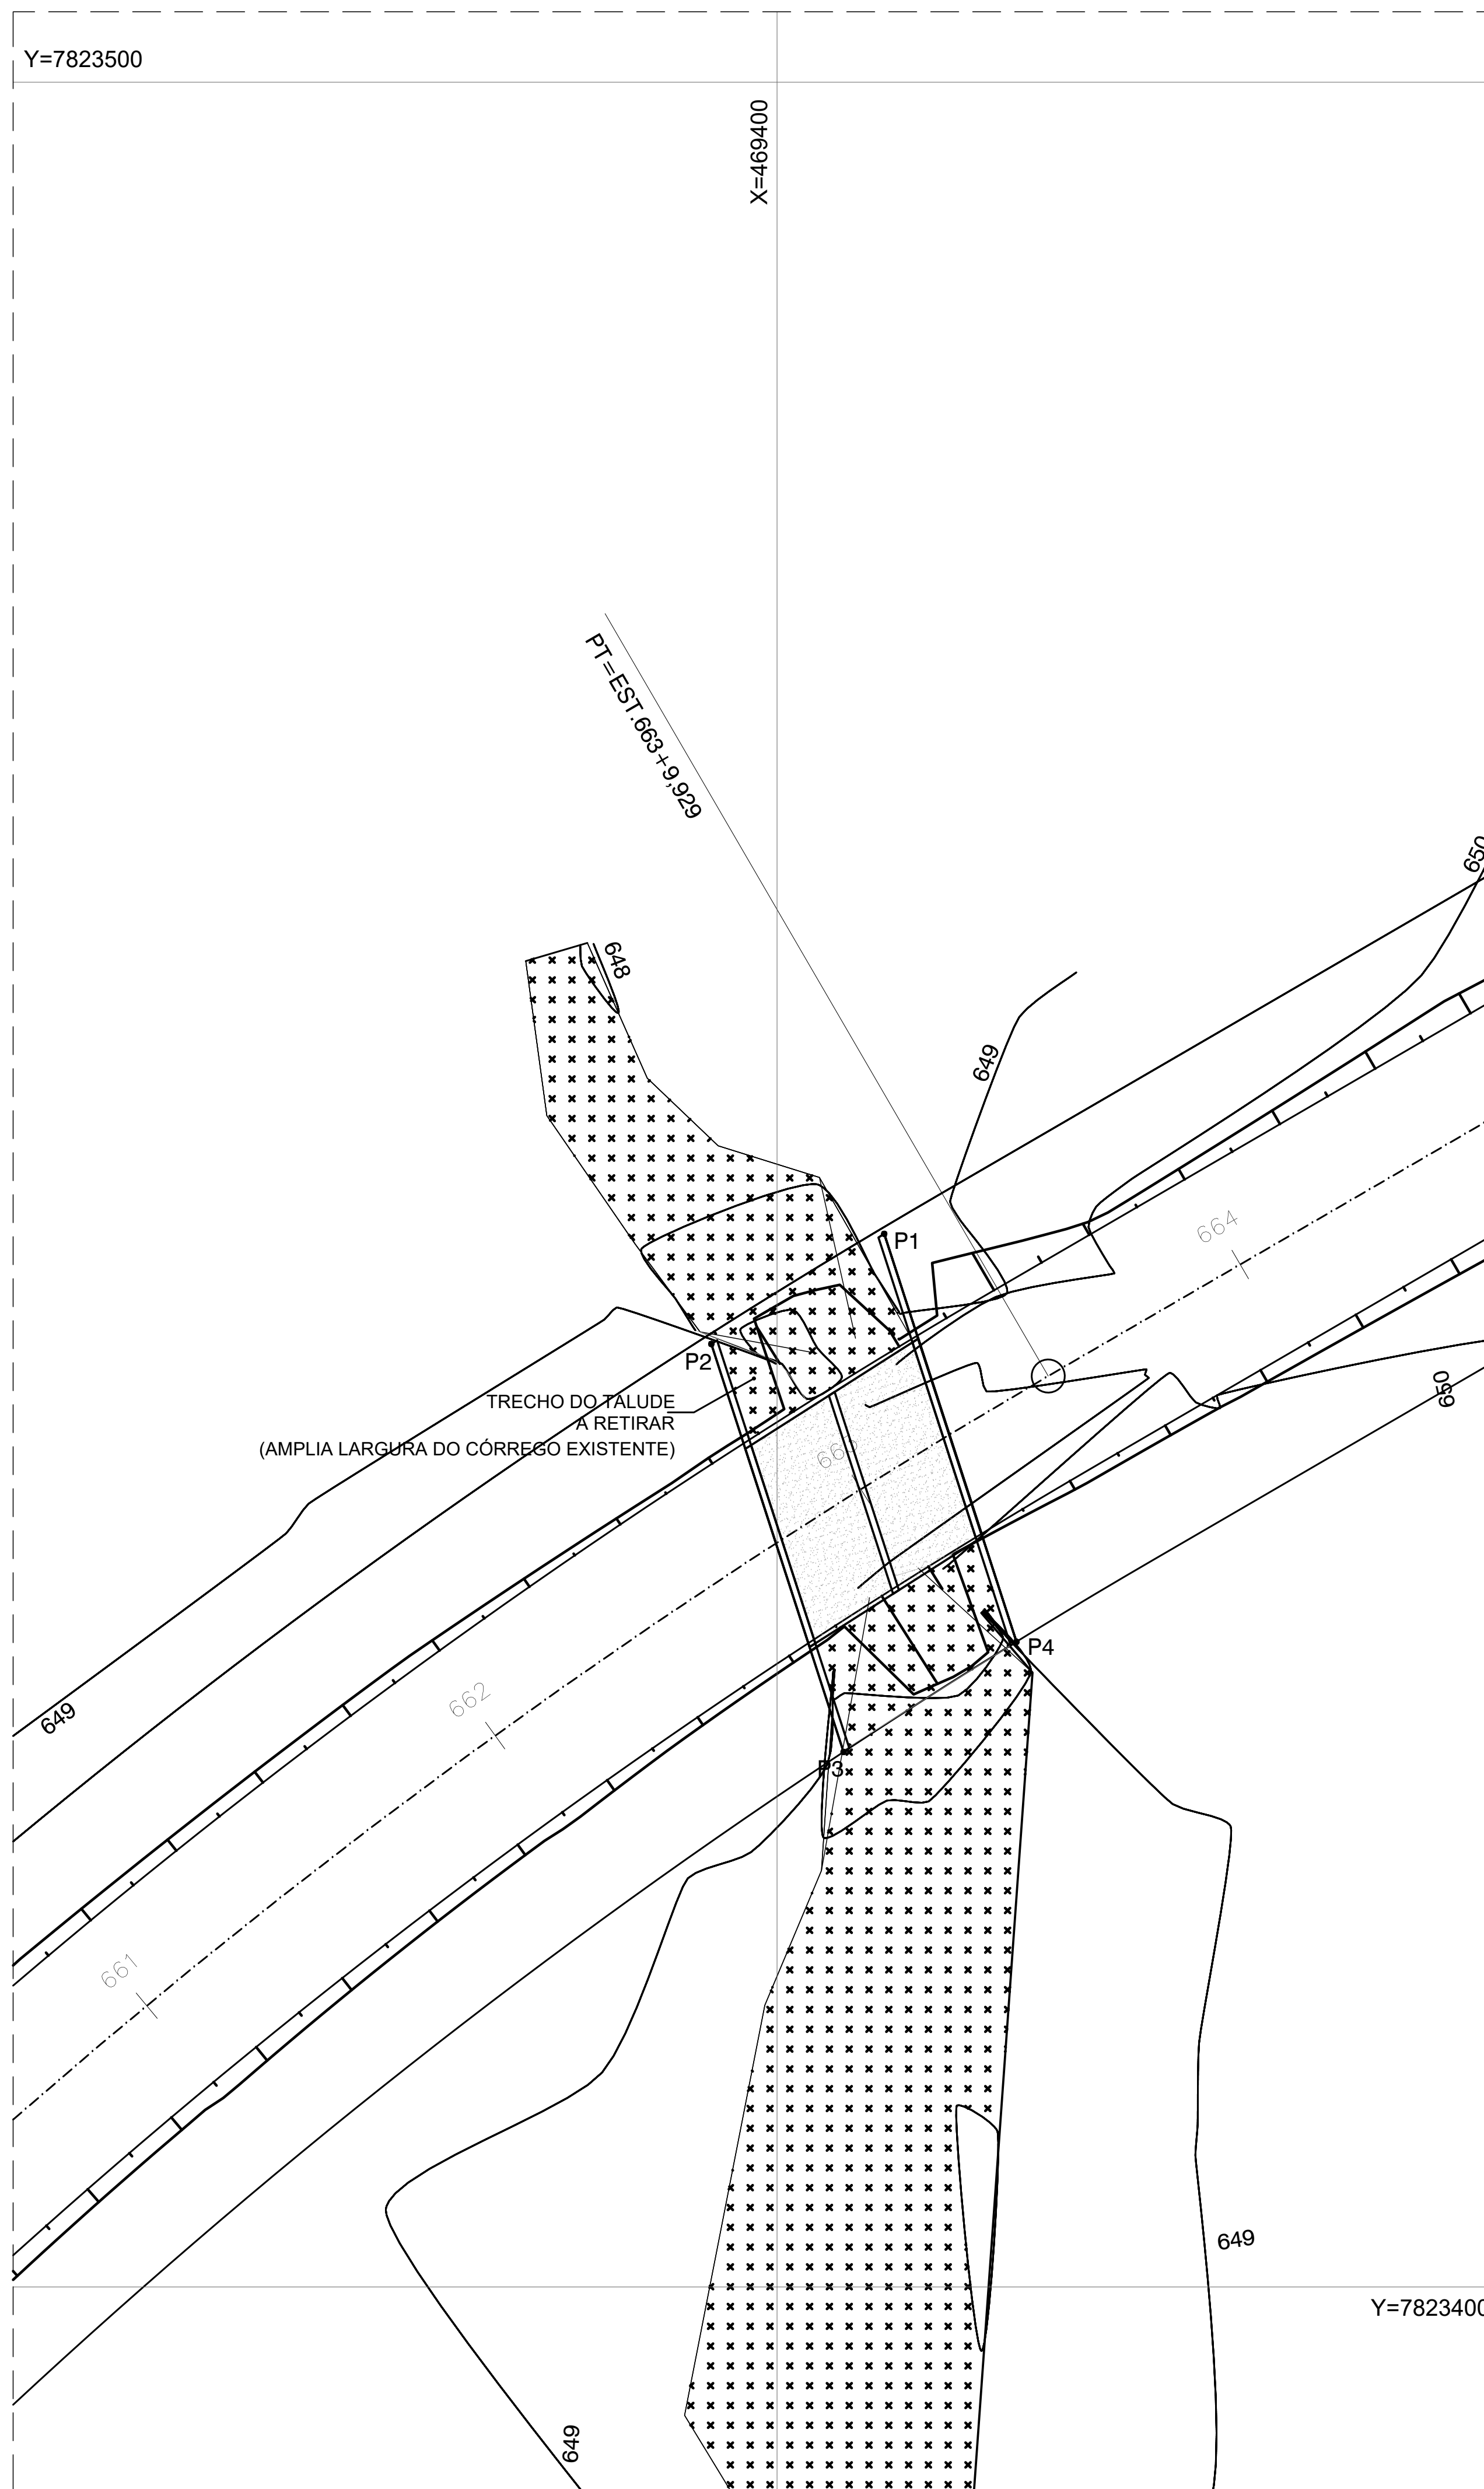 Y=7823500
X=469400
PT=EST.663+9,929
650
648
649
664
P1
P2
TRECHO DO TALUDE
A RETIRAR
(AMPLIA LARGURA DO CÓRREGO EXISTENTE)
650
P4
662
649
P3
661
649
Y=7823400
649